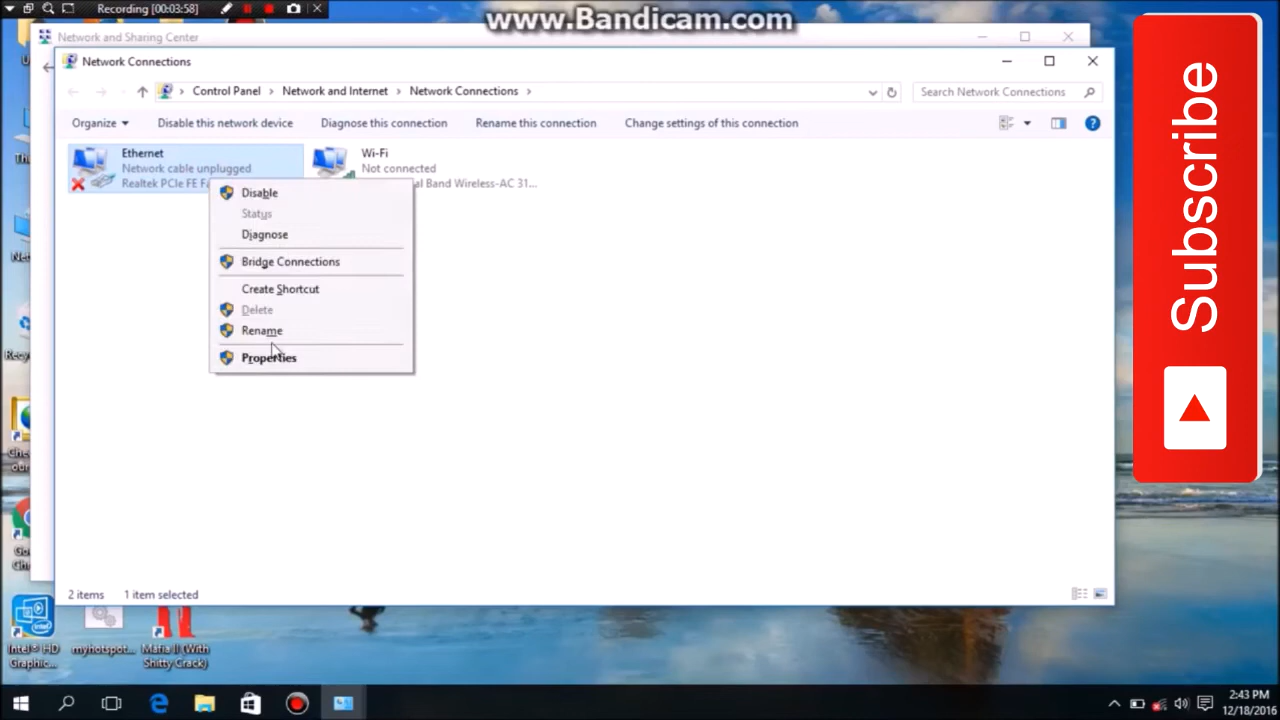 Recording [00:03:58]
www.Bandicam.com
Network and Sharing Center
Network Connections
Control Panel > Network and Internet > Network Connections >
Search Network Connections
Organize
Disable this network device
Diagnose this connection
Rename this connection
Change settings of this connection
Ethernet
Network cable unplugged
Realtek PCIe FE Fa
Wi-Fi
Not connected
al Band Wireless-AC 31...
Disable
Status
Diagnose
Bridge Connections
Create Shortcut
Delete
Rename
Properties
2 items
1 item selected
Subscribe
Intel® HD
Graphic...
myhotspot...
Mafia II (With
Shitty Crack)
2:43 PM
12/18/2016